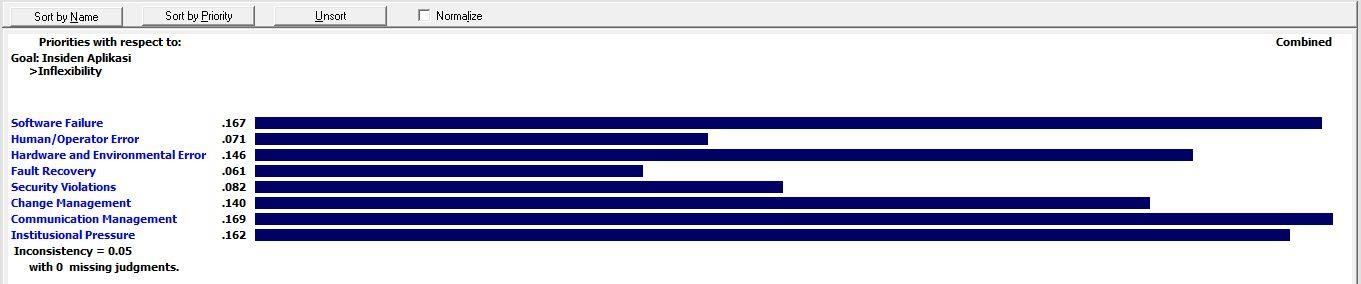 Sort by Name Sort by Priority Unsort Normalize
Priorities with respect to: Combined
Goal: Insiden Aplikasi
>Inflexibility
Software Failure .167
Human/Operator Error .071
Hardware and Environmental Error .146
Fault Recovery .061
Security Violations .082
Change Management .140
Communication Management .169
Institutional Pressure .162
Inconsistency = 0.05
with 0 missing judgments.